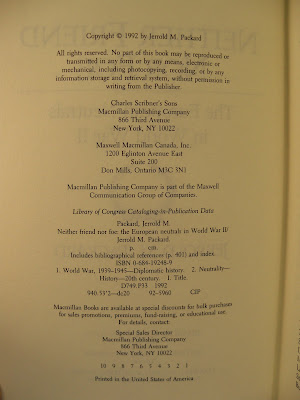 Copyright © 1992 by Jerrold M. Packard
All rights reserved. No part of this book may be reproduced or
transmitted in any form or by any means, electronic or
mechanical, including photocopying, recording, or by any
information storage and retrieval system, without permission in
writing from the Publisher.
Charles Scribner's Sons
Macmillan Publishing Company
866 Third Avenue
New York, NY 10022
Maxwell Macmillan Canada, Inc.
1200 Eglinton Avenue East
Suite 200
Don Mills, Ontario M3C 3N1
Macmillan Publishing Company is part of the Maxwell
Communication Group of Companies.
Library of Congress Cataloging-in-Publication Data
Packard, Jerrold M.
Neither friend not foe: the European neutrals in World War II/
Jerrold M. Packard.
p. cm.
Includes bibliographical references (p. 401) and index.
ISBN 0-684-19248-9
1. World War, 1939-1945—Diplomatic history. 2. Neutrality—
History—20th century. I. Title.
D749.P33 1992
940.53'2—dc20 92-5960 CIP
Macmillan Books are available at special discounts for bulk purchases
for sales promotions, premiums, fund-raising, or educational use.
For details, contact:
Special Sales Director
Macmillan Publishing Company
866 Third Avenue
New York, NY 10022
10 9 8 7 6 5 4 3 2 1
Printed in the United States of America